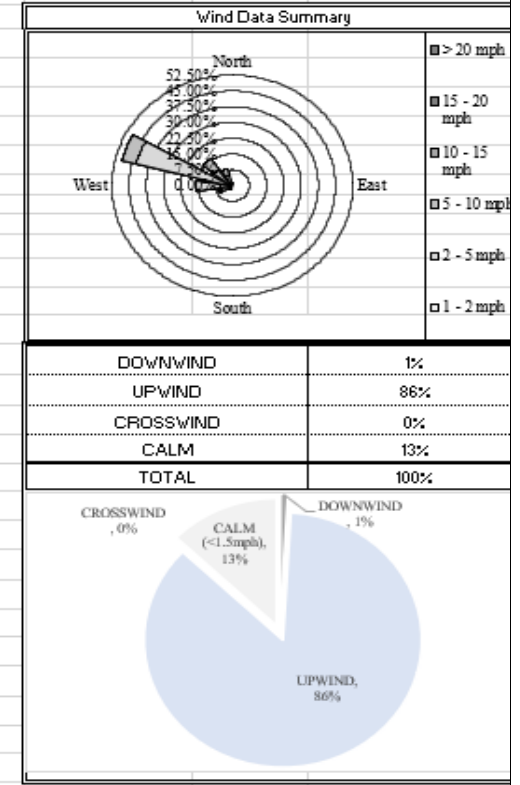 Wind Data Summary
North
52.50%
45.00%
37.50%
30.00%
22.50%
15.00%
0.00%
West
East
South
> 20 mph
15 - 20
mph
10 - 15
mph
5 - 10 mph
2 - 5 mph
1 - 2 mph
DOWNWIND 1%
UPWIND 86%
CROSSWIND 0%
CALM 13%
TOTAL 100%
CROSSWIND
, 0%
CALM
(<1.5mph),
13%
DOWNWIND
, 1%
UPWIND,
86%